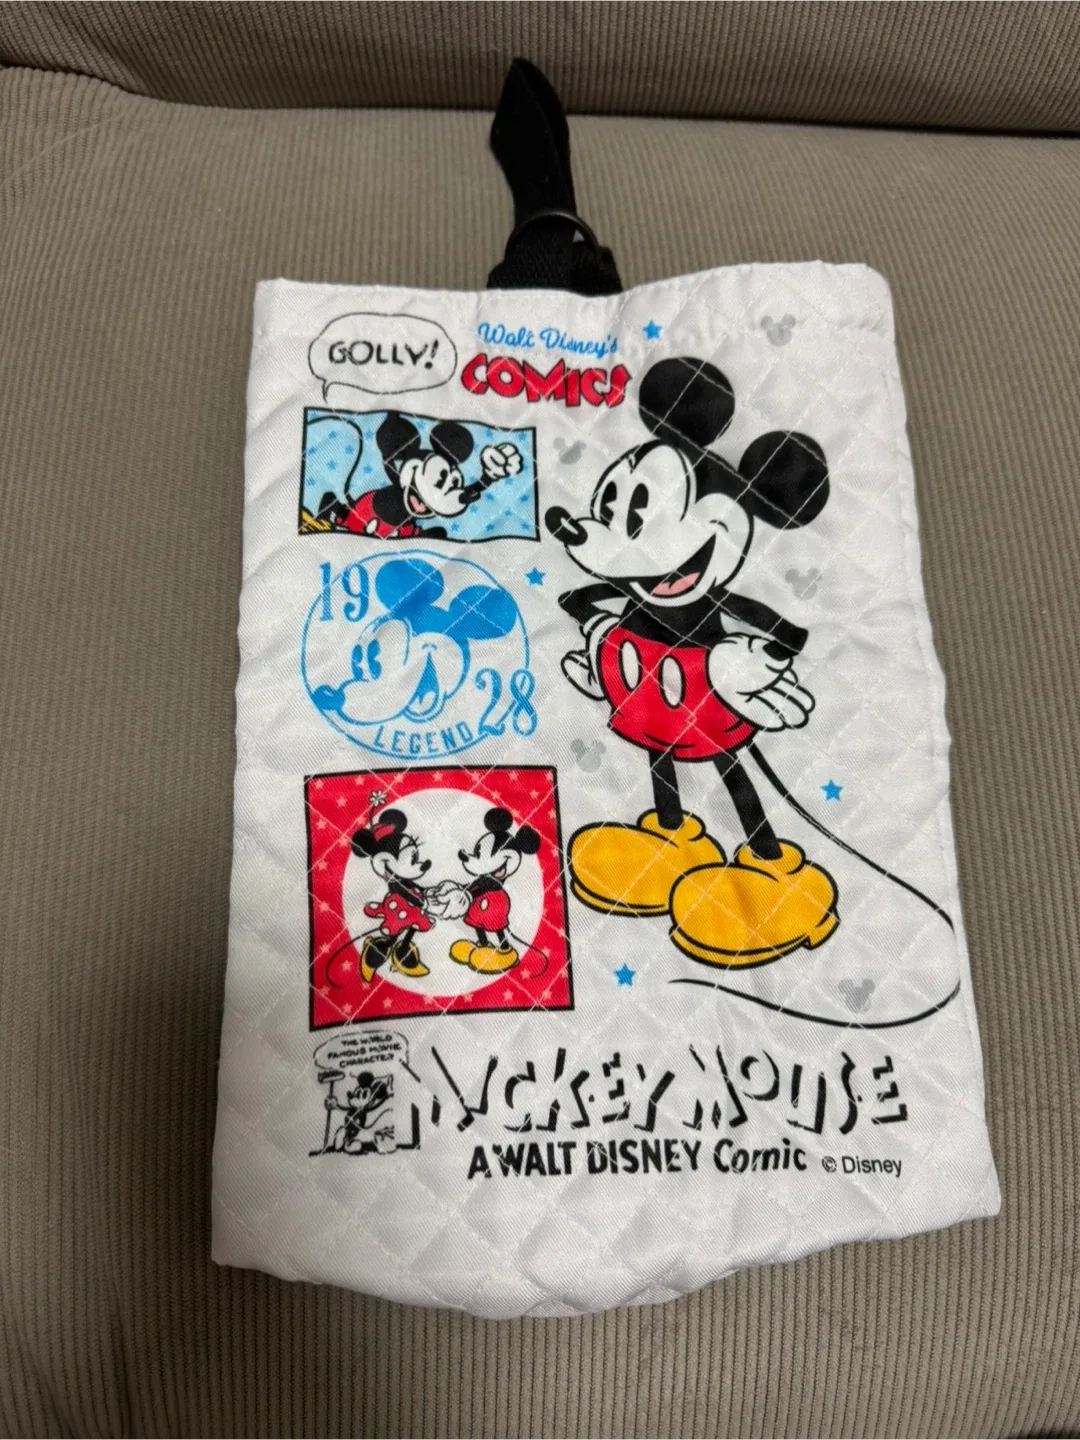 GOLLY!
Walt Disney's
COMICS
19
28
LEGEND
THE WORLD
FAMOUS MOVIE
CHARACTER
MICKEY MOUSE
A WALT DISNEY Comic © Disney